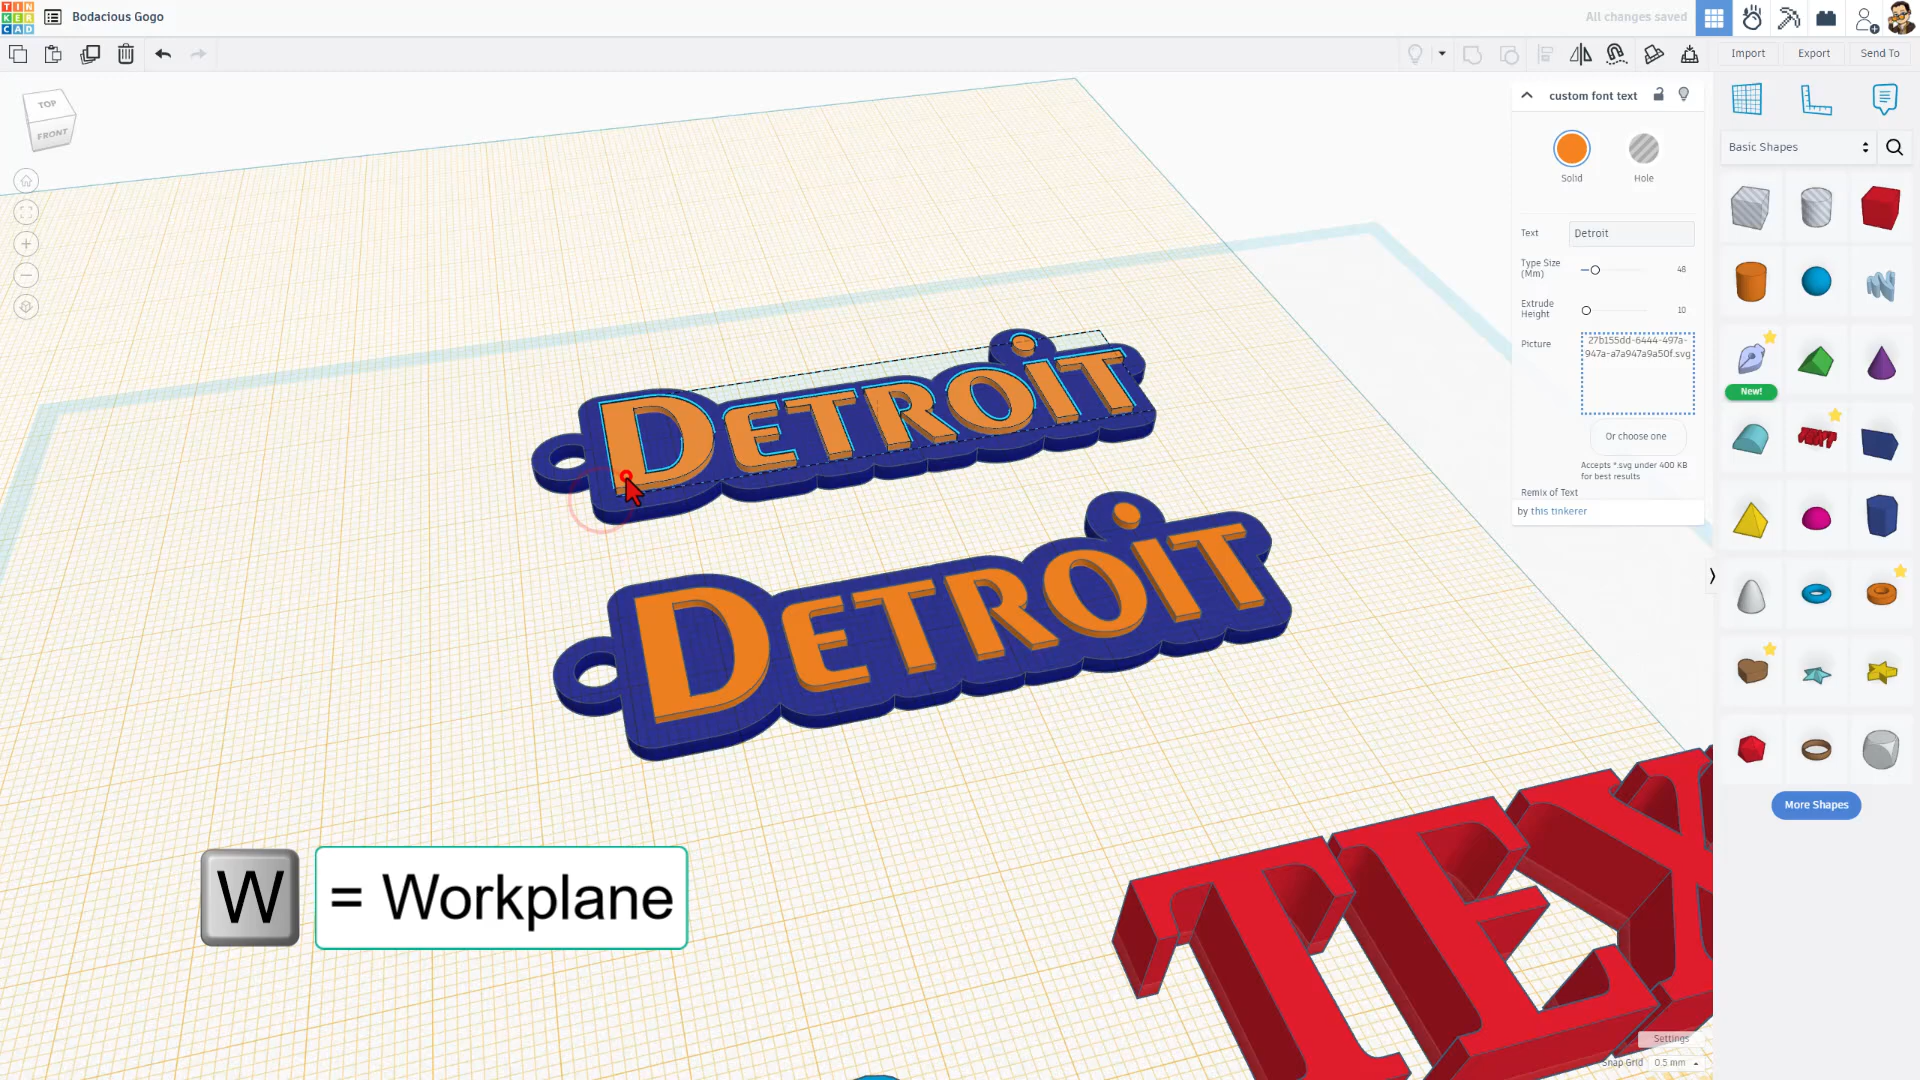 TIN
KER
CAD
Bodacious Gogo
All changes saved
Import
Export
Send To
TOP
FRONT
custom font text
Solid
Hole
Text
Detroit
Type Size
(Mm)
48
Extrude
Height
10
Picture
27b155dd-6444-497a-
947a-a7a947a9a50f.svg
Or choose one
Accepts *.svg under 400 KB
for best results
Remix of Text
by this tinkerer
Basic Shapes
New!
TEXT
More Shapes
DETROIT
DETROIT
TEX
W
= Workplane
Settings
Snap Grid
0.5 mm